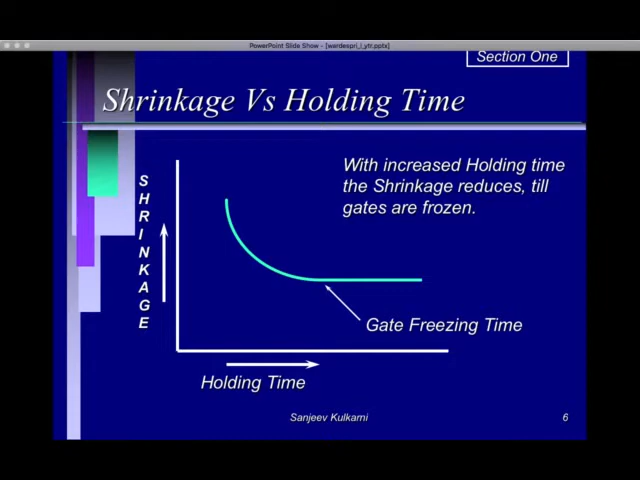 PowerPoint Slide Show - [wardespri_i_ytr.pptx]
Section One
Shrinkage Vs Holding Time
With increased Holding time
the Shrinkage reduces, till
gates are frozen.
SHRINKAGE
Gate Freezing Time
Holding Time
Sanjeev Kulkarni
6